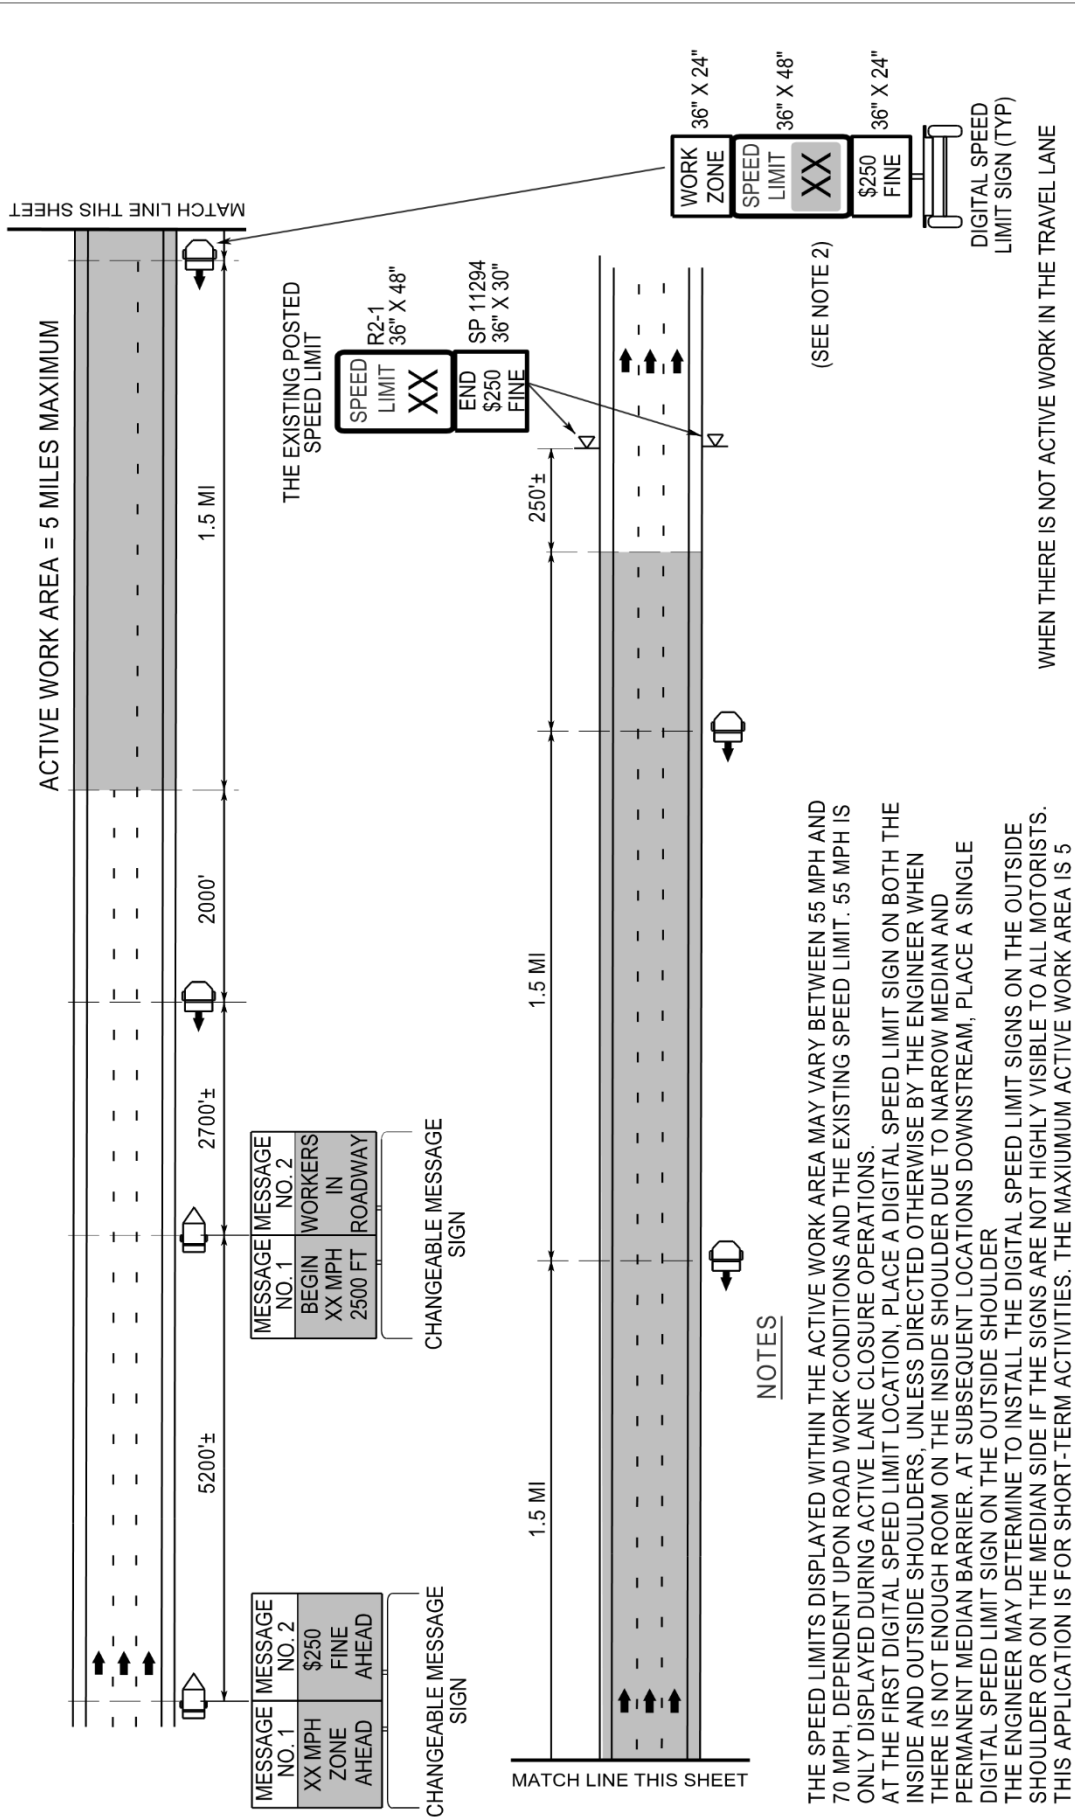 ACTIVE WORK AREA = 5 MILES MAXIMUM
MATCH LINE THIS SHEET
5200'±
2700'±
2000'
1.5 MI
MESSAGE
NO. 1
XX MPH
ZONE
AHEAD
MESSAGE
NO. 2
$250
FINE
AHEAD
CHANGEABLE MESSAGE
SIGN
MESSAGE
NO. 1
BEGIN
XX MPH
2500 FT
MESSAGE
NO. 2
WORKERS
IN
ROADWAY
CHANGEABLE MESSAGE
SIGN
THE EXISTING POSTED
SPEED LIMIT
SPEED
LIMIT
XX
R2-1
36" X 48"
END
$250
FINE
SP 11294
36" X 30"
MATCH LINE THIS SHEET
1.5 MI
1.5 MI
250'±
WORK
ZONE
36" X 24"
SPEED
LIMIT
XX
36" X 48"
$250
FINE
36" X 24"
DIGITAL SPEED
LIMIT SIGN (TYP)
(SEE NOTE 2)
NOTES
THE SPEED LIMITS DISPLAYED WITHIN THE ACTIVE WORK AREA MAY VARY BETWEEN 55 MPH AND
70 MPH, DEPENDENT UPON ROAD WORK CONDITIONS AND THE EXISTING SPEED LIMIT. 55 MPH IS
ONLY DISPLAYED DURING ACTIVE LANE CLOSURE OPERATIONS.
AT THE FIRST DIGITAL SPEED LIMIT LOCATION, PLACE A DIGITAL SPEED LIMIT SIGN ON BOTH THE
INSIDE AND OUTSIDE SHOULDERS, UNLESS DIRECTED OTHERWISE BY THE ENGINEER WHEN
THERE IS NOT ENOUGH ROOM ON THE INSIDE SHOULDER DUE TO NARROW MEDIAN AND
PERMANENT MEDIAN BARRIER. AT SUBSEQUENT LOCATIONS DOWNSTREAM, PLACE A SINGLE
DIGITAL SPEED LIMIT SIGN ON THE OUTSIDE SHOULDER
THE ENGINEER MAY DETERMINE TO INSTALL THE DIGITAL SPEED LIMIT SIGNS ON THE OUTSIDE
SHOULDER OR ON THE MEDIAN SIDE IF THE SIGNS ARE NOT HIGHLY VISIBLE TO ALL MOTORISTS.
THIS APPLICATION IS FOR SHORT-TERM ACTIVITIES. THE MAXIUMUM ACTIVE WORK AREA IS 5
WHEN THERE IS NOT ACTIVE WORK IN THE TRAVEL LANE